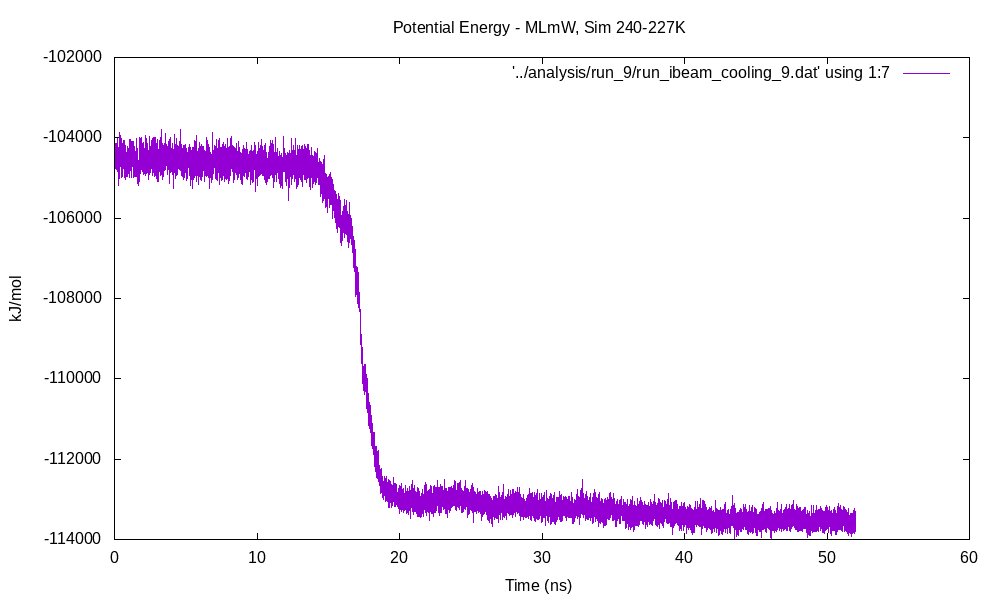 Potential Energy - MLmW, Sim 240-227K
'../analysis/run_9/run_ibeam_cooling_9.dat' using 1:7
-102000
-104000
-106000
-108000
-110000
-112000
-114000
kJ/mol
0 10 20 30 40 50 60
Time (ns)